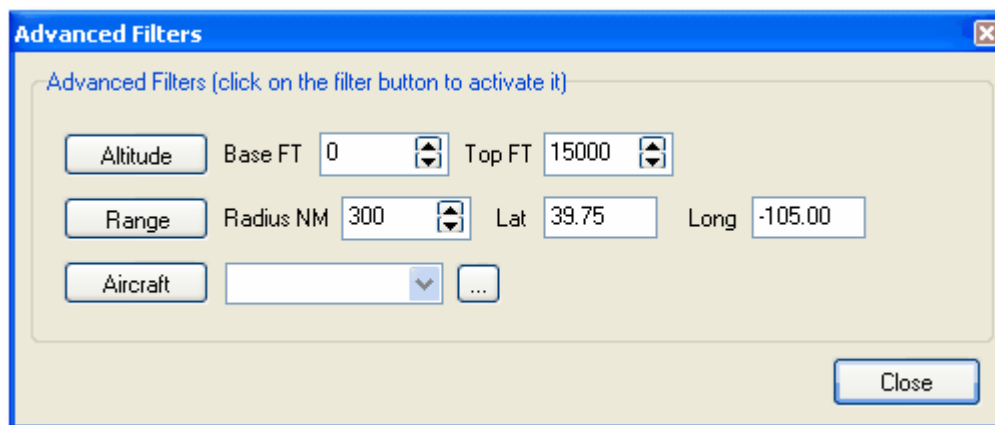 Advanced Filters
Advanced Filters (click on the filter button to activate it)
Altitude Base FT 0 Top FT 15000
Range Radius NM 300 Lat 39.75 Long -105.00
Aircraft ...
Close